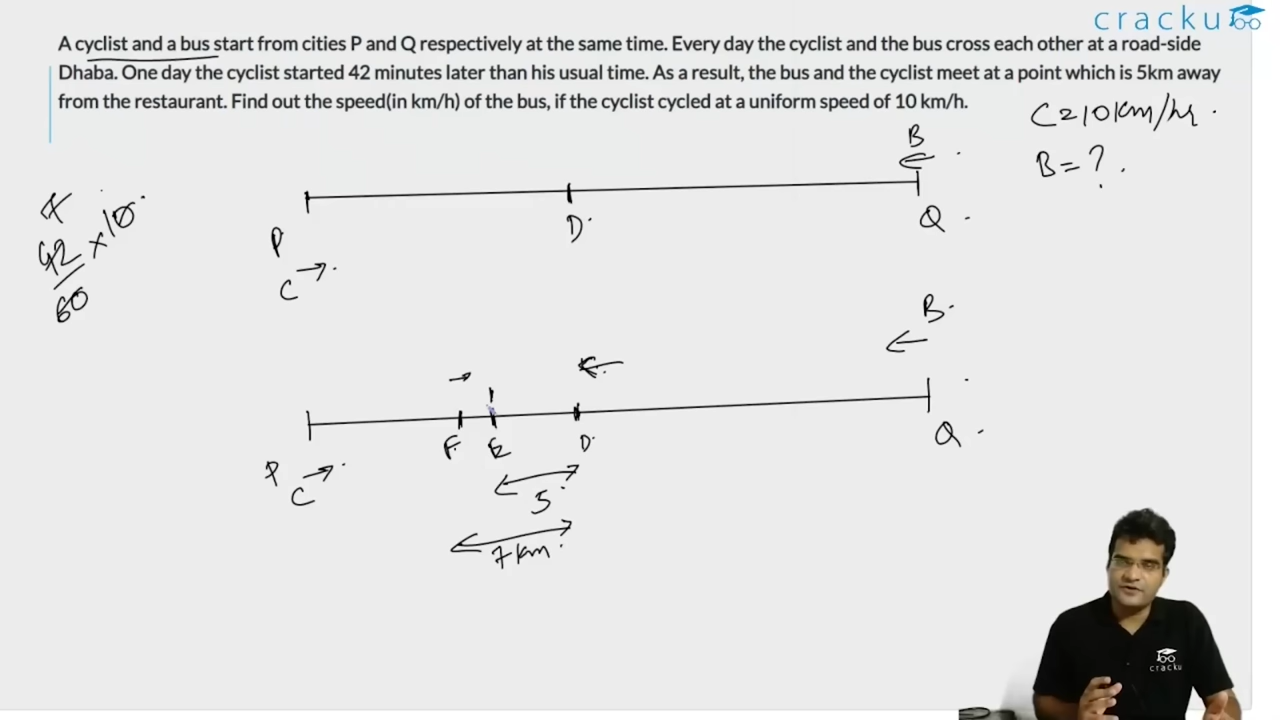 cracku
A cyclist and a bus start from cities P and Q respectively at the same time. Every day the cyclist and the bus cross each other at a road-side
Dhaba. One day the cyclist started 42 minutes later than his usual time. As a result, the bus and the cyclist meet at a point which is 5km away
from the restaurant. Find out the speed(in km/h) of the bus, if the cyclist cycled at a uniform speed of 10 km/h.
C=10km/hr.
B=?.
B
P
D
Q
C
42 × 10
60
B
F E D
P
C
Q
5
7km
cracku